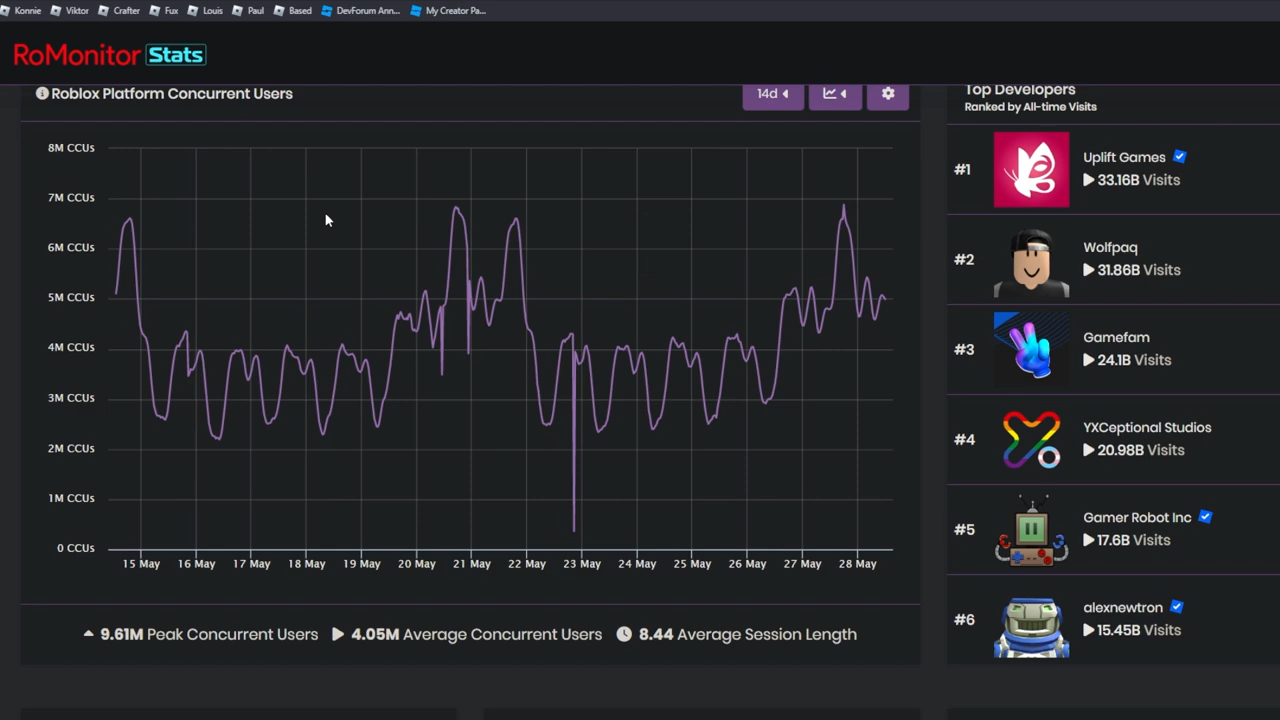 Konnie Viktor Crafter Fux Louis Paul Based DevForum Ann... My Creator Pa...
RoMonitor Stats
Roblox Platform Concurrent Users
14d
8M CCUs
7M CCUs
6M CCUs
5M CCUs
4M CCUs
3M CCUs
2M CCUs
1M CCUs
0 CCUs
15 May 16 May 17 May 18 May 19 May 20 May 21 May 22 May 23 May 24 May 25 May 26 May 27 May 28 May
9.61M Peak Concurrent Users 4.05M Average Concurrent Users 8.44 Average Session Length
Top Developers
Ranked by All-time Visits
#1
Uplift Games
33.16B Visits
#2
Wolfpaq
31.86B Visits
#3
Gamefam
24.1B Visits
#4
YXCeptional Studios
20.98B Visits
#5
Gamer Robot Inc
17.6B Visits
#6
alexnewtron
15.45B Visits